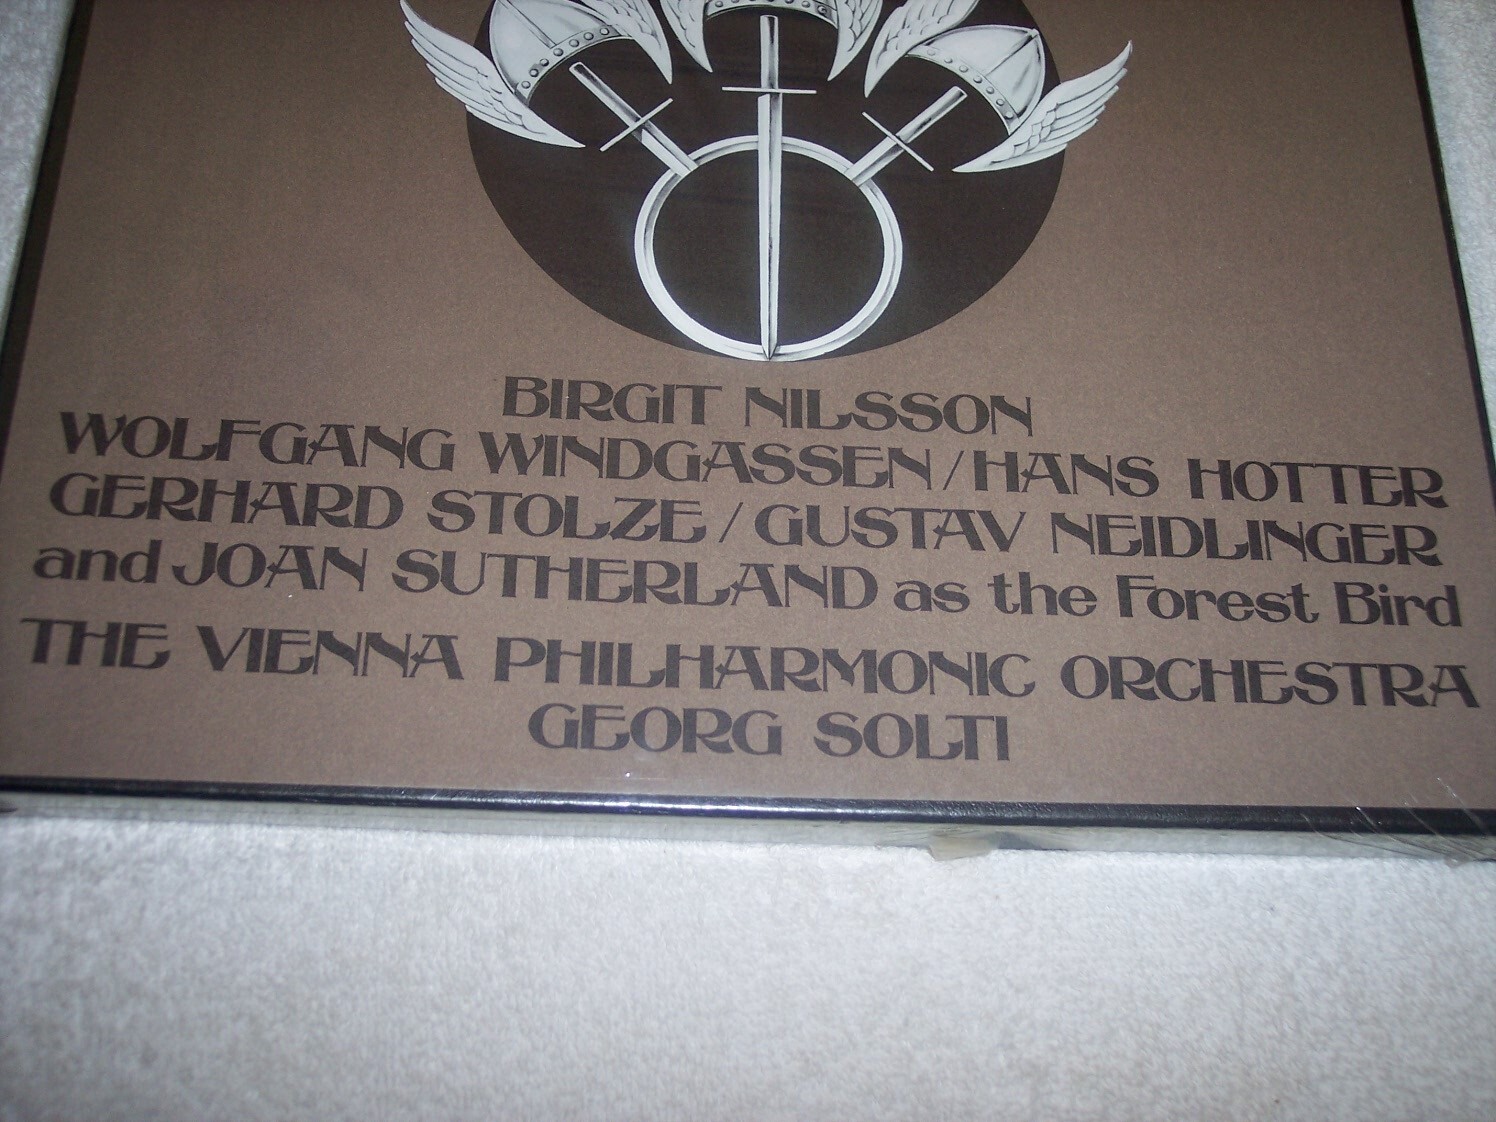 BIRGIT NILSSON
WOLFGANG WINDGASSEN / HANS HOTTER
GERHARD STOLZE / GUSTAV NEIDLINGER
and JOAN SUTHERLAND as the Forest Bird
THE VIENNA PHILHARMONIC ORCHESTRA
GEORG SOLTI